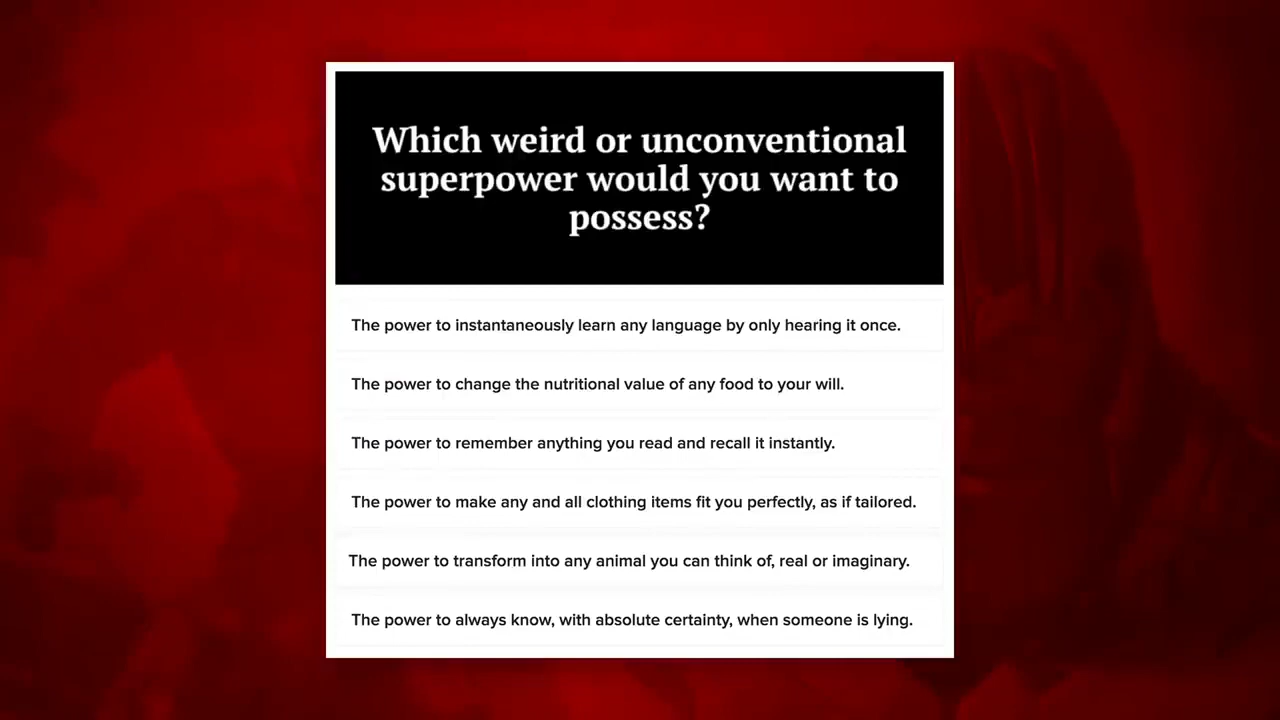 Which weird or unconventional
superpower would you want to
possess?
The power to instantaneously learn any language by only hearing it once.
The power to change the nutritional value of any food to your will.
The power to remember anything you read and recall it instantly.
The power to make any and all clothing items fit you perfectly, as if tailored.
The power to transform into any animal you can think of, real or imaginary.
The power to always know, with absolute certainty, when someone is lying.